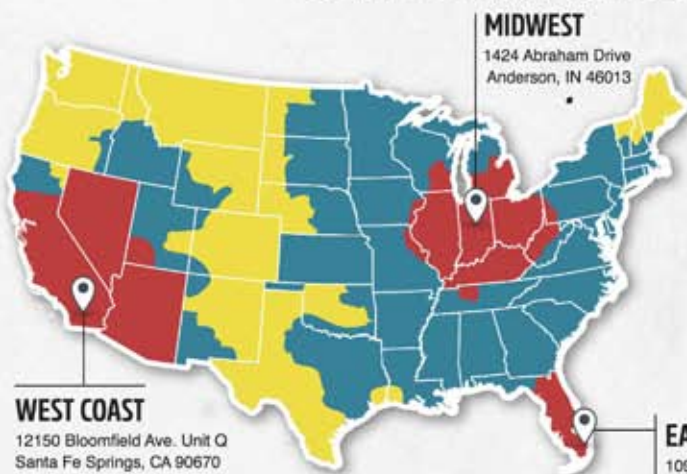 MIDWEST
1424 Abraham Drive
Anderson, IN 46013
WEST COAST
12150 Bloomfield Ave. Unit Q
Santa Fe Springs, CA 90670